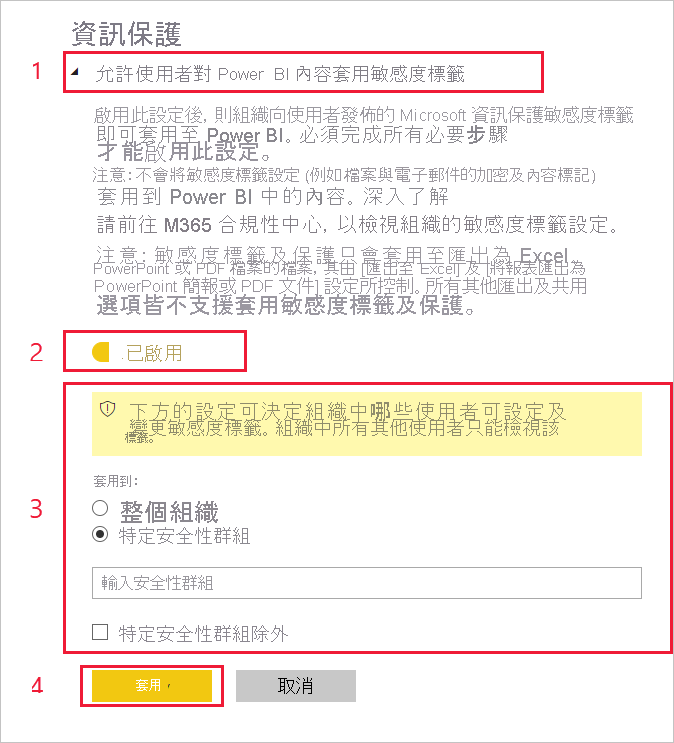 資訊保護
1
允許使用者對 Power BI 內容套用敏感度標籤
啟用此設定後, 則組織向使用者發佈的 Microsoft 資訊保護敏感度標籤
即可套用至 Power BI。必須完成所有必要步驟
才能啟用此設定。
注意: 不會將敏感度標籤設定 (例如檔案與電子郵件的加密及內容標記)
套用到 Power BI 中的內容。深入了解
請前往 M365 合規性中心, 以檢視組織的敏感度標籤設定。
注意: 敏感度標籤及保護只會套用至匯出為 Excel、
PowerPoint 或 PDF 檔案的檔案, 其由 [匯出至 Excel] 及 [將報表匯出為
PowerPoint 簡報或 PDF 文件] 設定所控制。所有其他匯出及共用
選項皆不支援套用敏感度標籤及保護。
2
已啟用
下方的設定可決定組織中哪些使用者可設定及
變更敏感度標籤。組織中所有其他使用者只能檢視該
標籤。
套用到:
3
整個組織
特定安全性群組
輸入安全性群組
特定安全性群組除外
4
套用,
取消